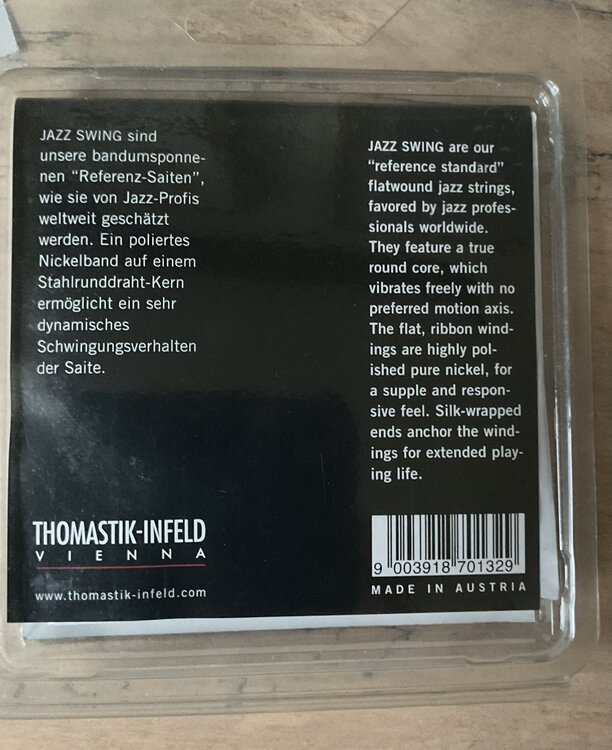 JAZZ SWING sind
unsere bandumsponne-
nen "Referenz-Saiten",
wie sie von Jazz-Profis
weltweit geschätzt
werden. Ein poliertes
Nickelband auf einem
Stahlrunddraht-Kern
ermöglicht ein sehr
dynamisches
Schwingungsverhalten
der Saite.
JAZZ SWING are our
"reference standard"
flatwound jazz strings,
favored by jazz profes-
sionals worldwide.
They feature a true
round core, which
vibrates freely with no
preferred motion axis.
The flat, ribbon wind-
ings are highly pol-
ished pure nickel, for
a supple and respon-
sive feel. Silk-wrapped
ends anchor the wind-
ings for extended play-
ing life.
THOMASTIK-INFELD
VIENNA
www.thomastik-infeld.com
9 003918 701329
MADE IN AUSTRIA